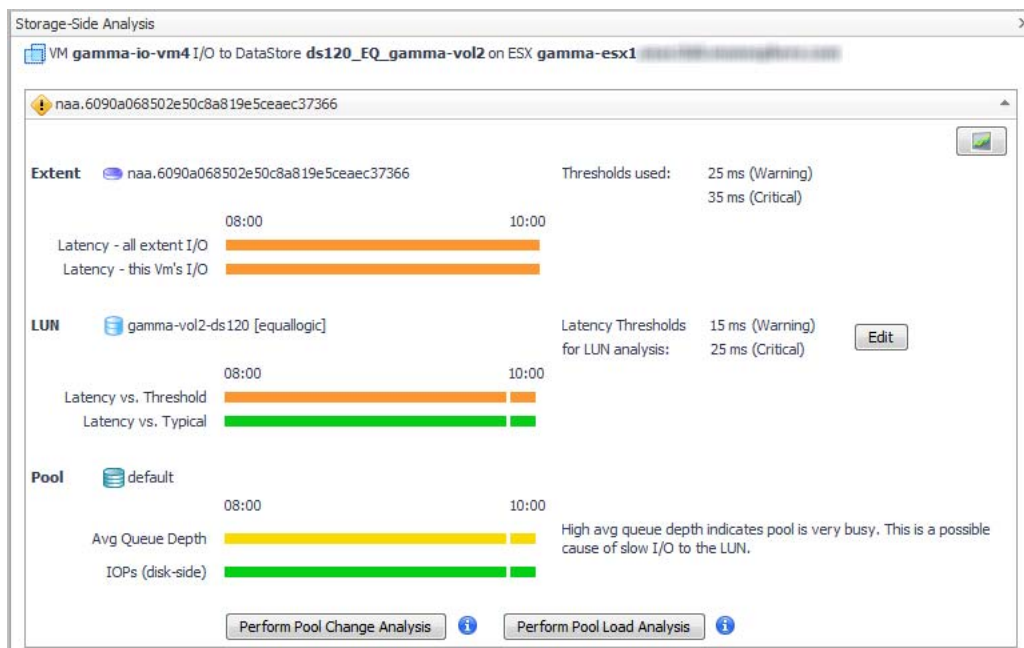 Storage-Side Analysis
VM gamma-io-vm4 I/O to DataStore ds120_EQ_gamma-vol2 on ESX gamma-esx1
naa.6090a068502e50c8a819e5ceaec37366
Extent naa.6090a068502e50c8a819e5ceaec37366 Thresholds used: 25 ms (Warning)
35 ms (Critical)
08:00 10:00
Latency - all extent I/O
Latency - this Vm's I/O
LUN gamma-vol2-ds120 [equallogic] Latency Thresholds 15 ms (Warning)
for LUN analysis: 25 ms (Critical) Edit
08:00 10:00
Latency vs. Threshold
Latency vs. Typical
Pool default
08:00 10:00
Avg Queue Depth High avg queue depth indicates pool is very busy. This is a possible
cause of slow I/O to the LUN.
IOPs (disk-side)
Perform Pool Change Analysis Perform Pool Load Analysis